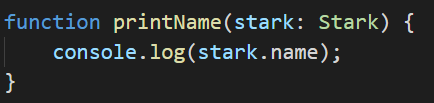 function printName(stark: Stark) {
    console.log(stark.name);
}